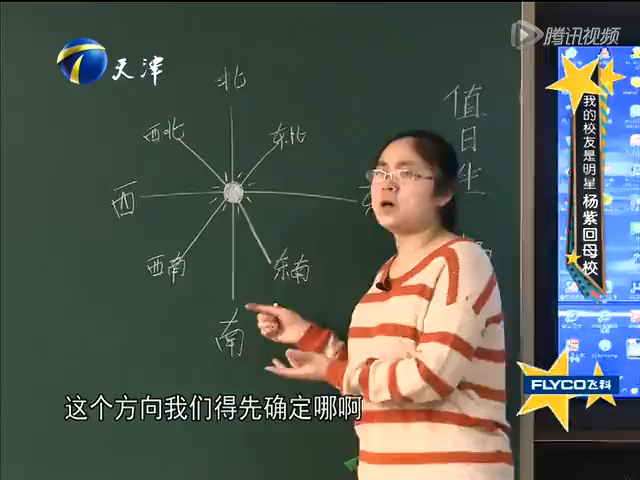 腾讯视频
天津
北
西北
东北
值日生
西
西南
东南
南
我的校友是明星 杨紫回母校
FLYCO飞科
这个方向我们得先确定哪啊